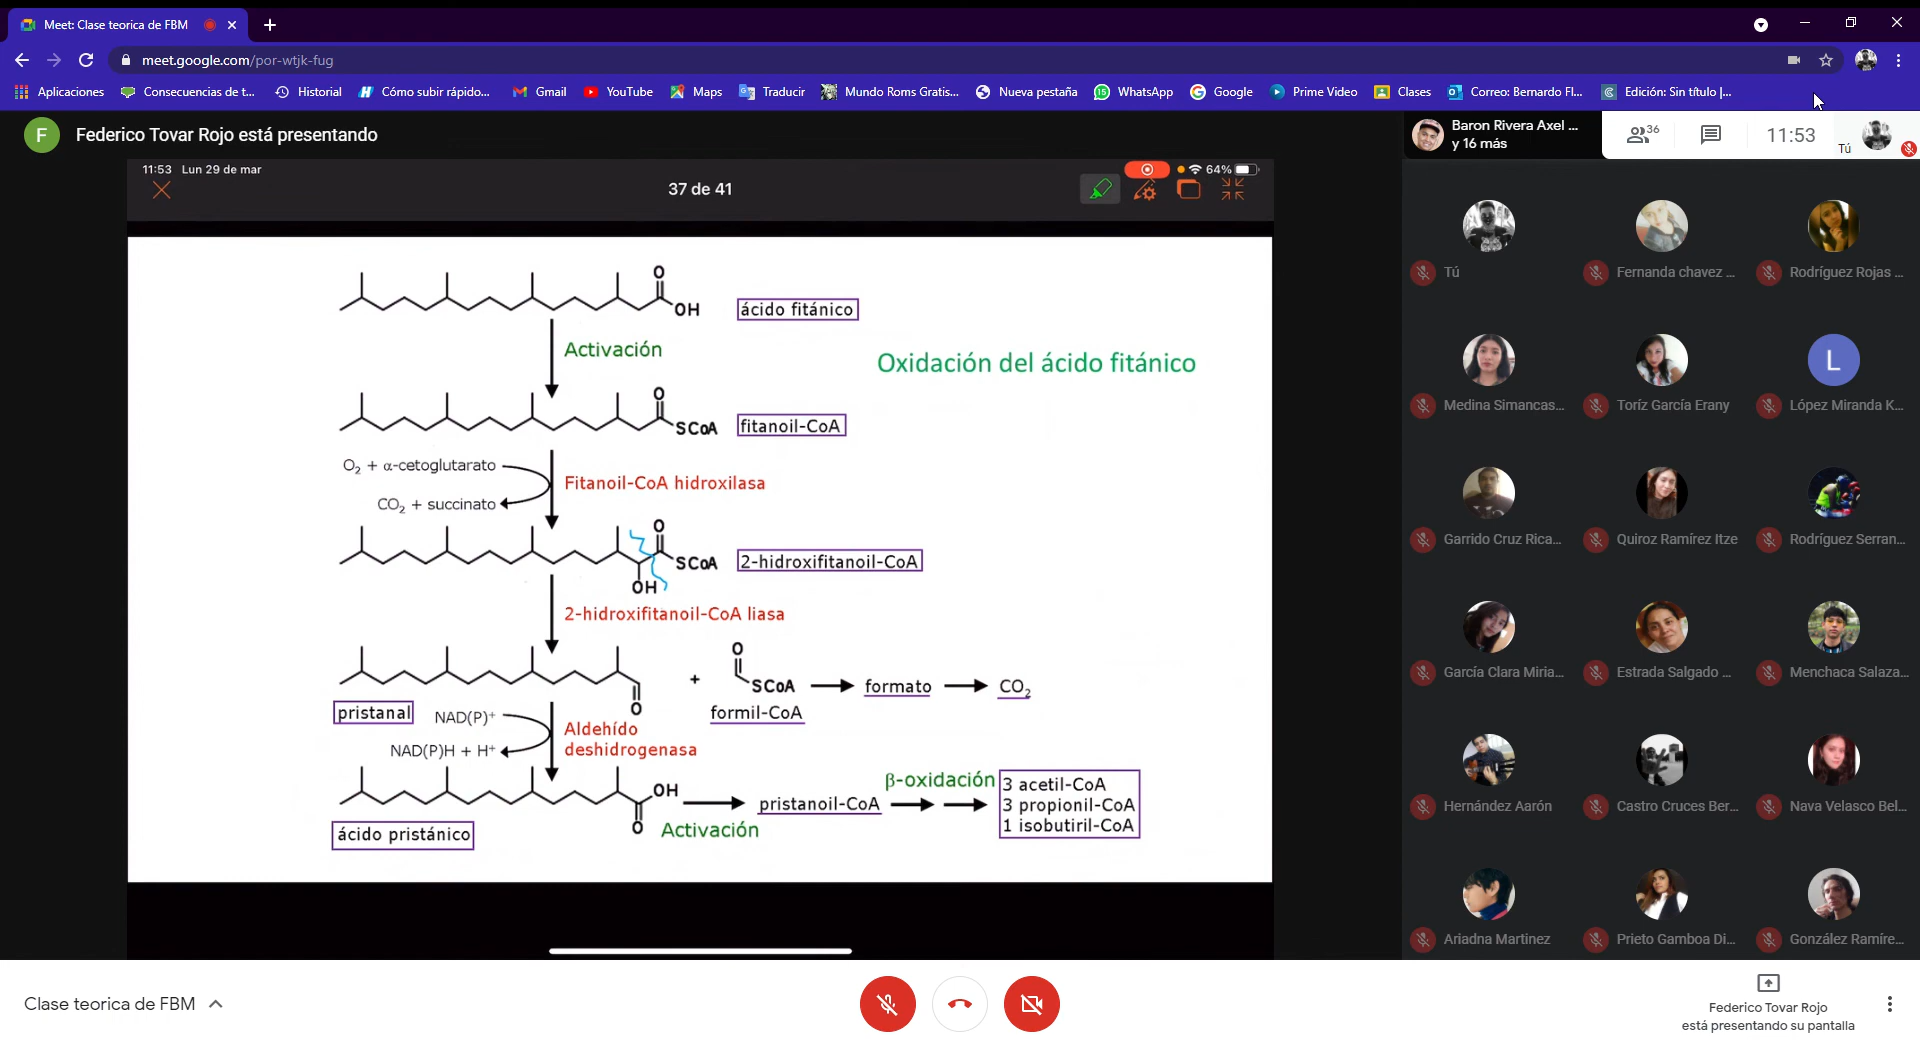 Meet: Clase teorica de FBM
meet.google.com/por-wtjk-fug
Aplicaciones
Consecuencias de t...
Historial
Cómo subir rápido...
Gmail
YouTube
Maps
Traducir
Mundo Roms Gratis...
Nueva pestaña
15
WhatsApp
Google
Prime Video
Clases
Correo: Bernardo Fl...
Edición: Sin título |...
F
Federico Tovar Rojo está presentando
Baron Rivera Axel ...
y 16 más
36
11:53
Tú
11:53 Lun 29 de mar
64%
37 de 41
O
OH
ácido fitánico
Activación
Oxidación del ácido fitánico
O
SCoA
fitanoil-CoA
O₂ + α-cetoglutarato
Fitanoil-CoA hidroxilasa
CO₂ + succinato
O
SCoA
OH
2-hidroxifitanoil-CoA
2-hidroxifitanoil-CoA liasa
O
+
O
SCoA
formato
CO₂
pristanal
formil-CoA
NAD(P)⁺
NAD(P)H + H⁺
Aldehído
deshidrogenasa
OH
O
ácido pristánico
Activación
pristanoil-CoA
β-oxidación
3 acetil-CoA
3 propionil-CoA
1 isobutiril-CoA
Tú
Fernanda chavez ...
Rodríguez Rojas ...
Medina Simancas...
Toríz García Erany
L
López Miranda K...
Garrido Cruz Rica...
Quiroz Ramírez Itze
Rodríguez Serran...
García Clara Miria...
Estrada Salgado ...
Menchaca Salaza...
Hernández Aarón
Castro Cruces Ber...
Nava Velasco Bel...
Ariadna Martinez
Prieto Gamboa Di...
González Ramíre...
Clase teorica de FBM
Federico Tovar Rojo
está presentando su pantalla